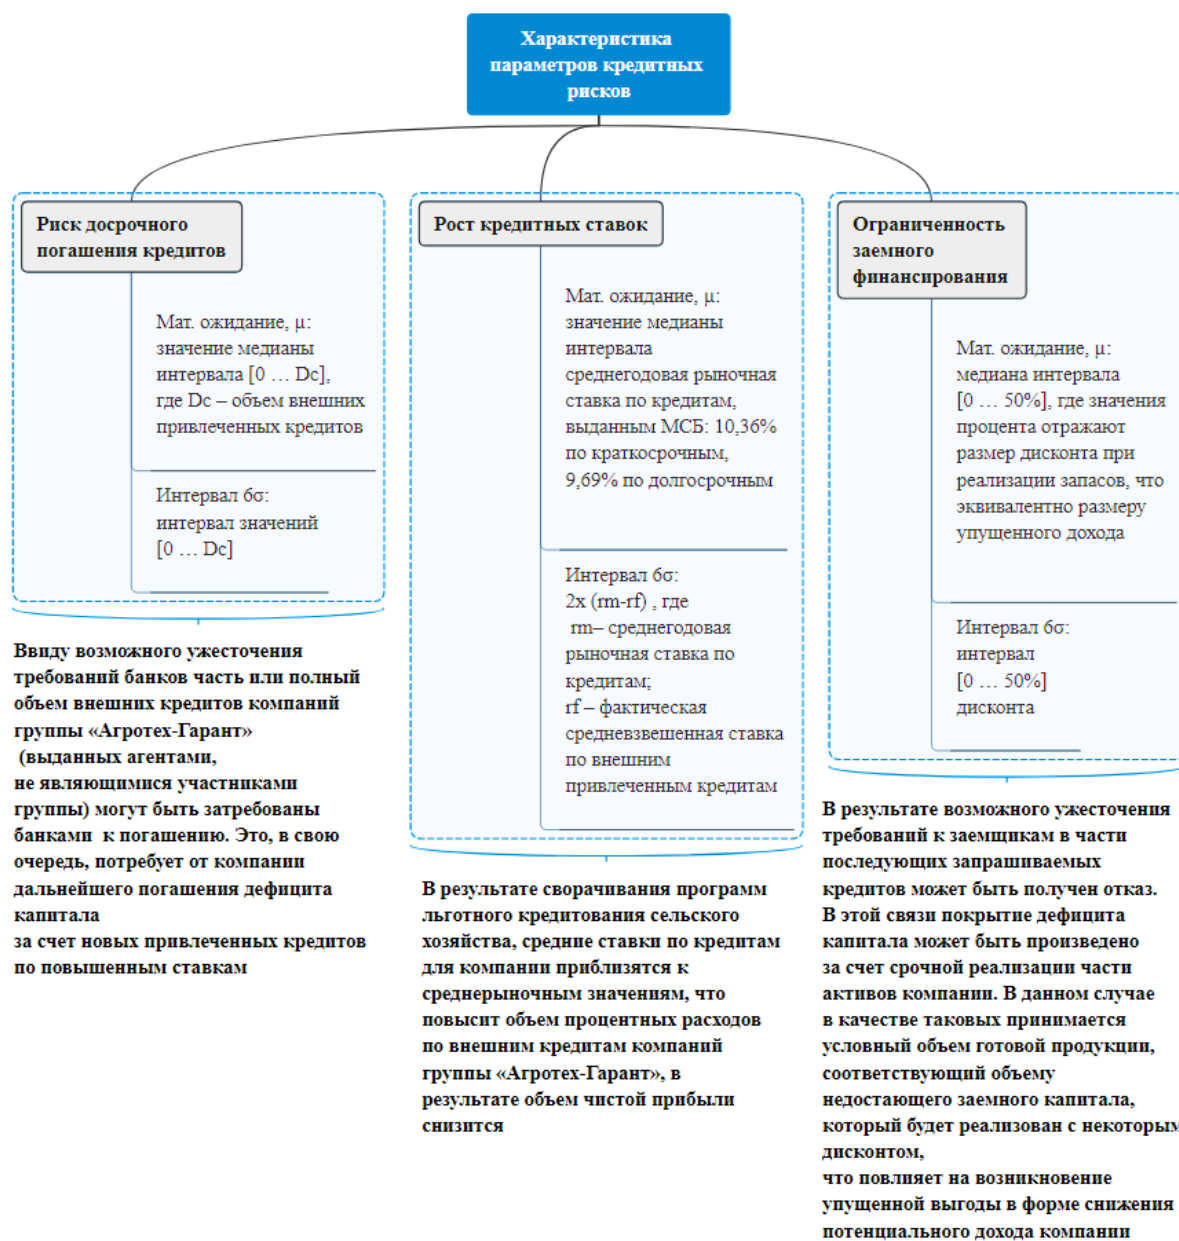 Характеристика
параметров кредитных
рисков
Риск досрочного
погашения кредитов
Мат. ожидание, μ:
значение медианы
интервала [0 … Dc],
где Dc – объем внешних
привлеченных кредитов
Интервал 6σ:
интервал значений
[0 … Dc]
Ввиду возможного ужесточения
требований банков часть или полный
объем внешних кредитов компаний
группы «Агротех-Гарант»
(выданных агентами,
не являющимися участниками
группы) могут быть затребованы
банками к погашению. Это, в свою
очередь, потребует от компании
дальнейшего погашения дефицита
капитала
за счет новых привлеченных кредитов
по повышенным ставкам
Рост кредитных ставок
Мат. ожидание, μ:
значение медианы
интервала
среднегодовая рыночная
ставка по кредитам,
выданным МСБ: 10,36%
по краткосрочным,
9,69% по долгосрочным
Интервал 6σ:
2x (rm-rf) , где
rm– среднегодовая
рыночная ставка по
кредитам;
rf – фактическая
средневзвешенная ставка
по внешним
привлеченным кредитам
В результате сворачивания программ
льготного кредитования сельского
хозяйства, средние ставки по кредитам
для компании приблизятся к
среднерыночным значениям, что
повысит объем процентных расходов
по внешним кредитам компаний
группы «Агротех-Гарант», в
результате объем чистой прибыли
снизится
Ограниченность
заемного
финансирования
Мат. ожидание, μ:
медиана интервала
[0 … 50%], где значения
процента отражают
размер дисконта при
реализации запасов, что
эквивалентно размеру
упущенного дохода
Интервал 6σ:
интервал
[0 … 50%]
дисконта
В результате возможного ужесточения
требований к заемщикам в части
последующих запрашиваемых
кредитов может быть получен отказ.
В этой связи покрытие дефицита
капитала может быть произведено
за счет срочной реализации части
активов компании. В данном случае
в качестве таковых принимается
условный объем готовой продукции,
соответствующий объему
недостающего заемного капитала,
который будет реализован с некоторым
дисконтом,
что повлияет на возникновение
упущенной выгоды в форме снижения
потенциального дохода компании